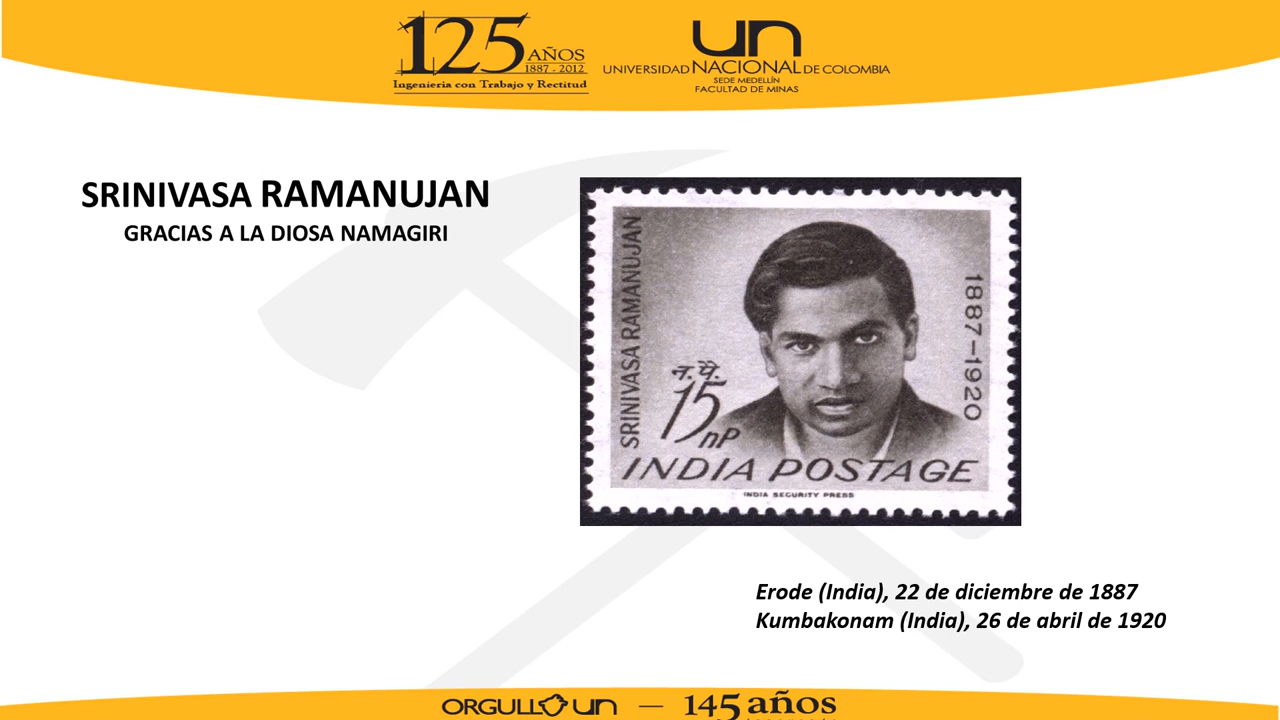 125 AÑOS
1887 - 2012
Ingeniería con Trabajo y Rectitud
un
UNIVERSIDAD NACIONAL DE COLOMBIA
SEDE MEDELLÍN
FACULTAD DE MINAS
SRINIVASA RAMANUJAN
GRACIAS A LA DIOSA NAMAGIRI
SRINIVASA RAMANUJAN
1887-1920
न.पै.
15 nP
INDIA POSTAGE
INDIA SECURITY PRESS
Erode (India), 22 de diciembre de 1887
Kumbakonam (India), 26 de abril de 1920
ORGULLO un — 145 años